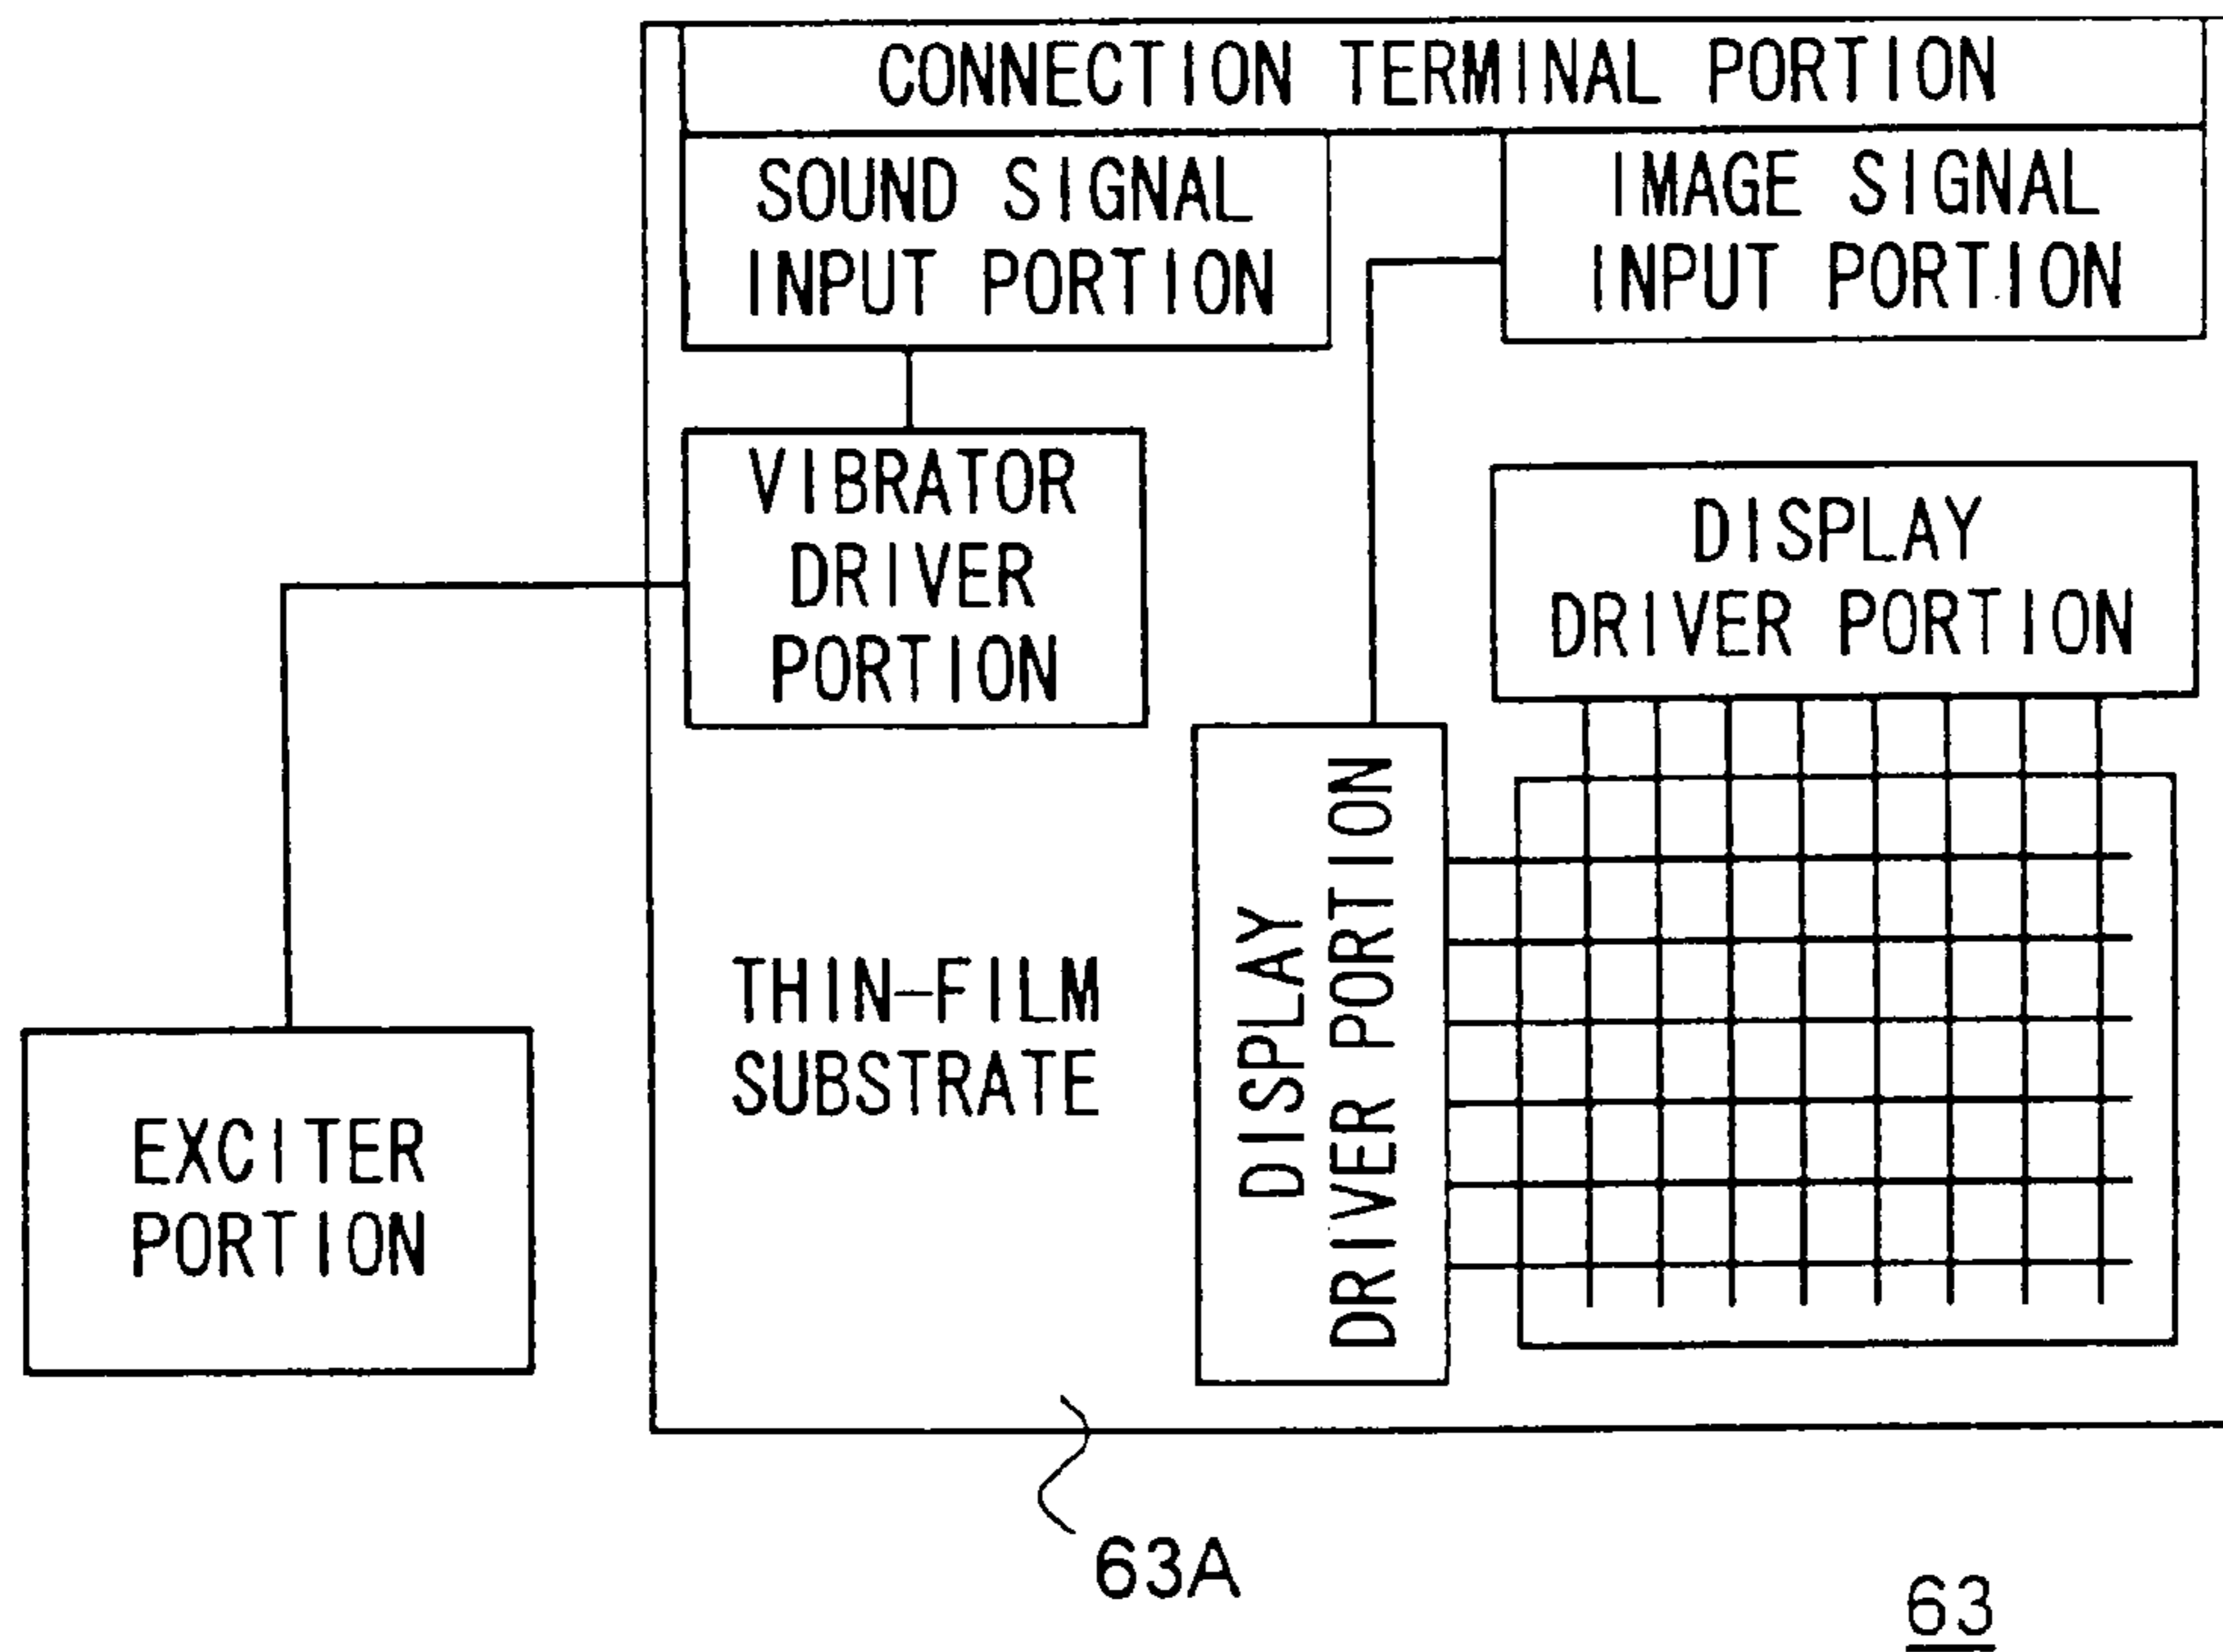 CONNECTION TERMINAL PORTION
SOUND SIGNAL
INPUT PORTION
IMAGE SIGNAL
INPUT PORTION
VIBRATOR
DRIVER
PORTION
DISPLAY
DRIVER PORTION
DISPLAY
DRIVER PORTION
THIN-FILM
SUBSTRATE
EXCITER
PORTION
63A
63